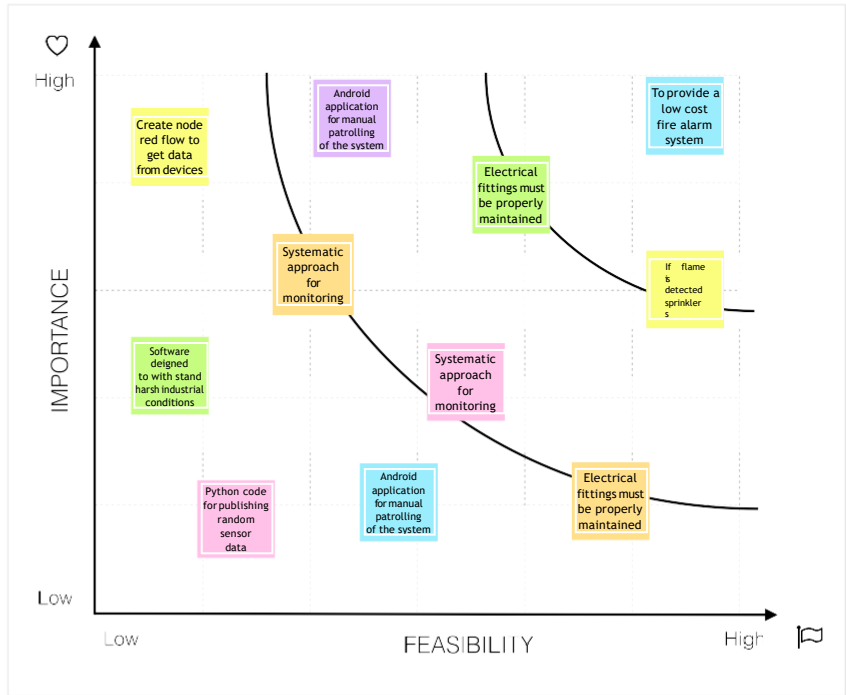 High
Create node
red flow to
get data
from devices
Android
application
for manual
patrolling
of the system
To provide a
low cost
fire alarm
system
Electrical
fittings must
be properly
maintained
Systematic
approach
for
monitoring
If flame
is
detected
sprinkler
s
IMPORTANCE
Software
deigned
to with stand
harsh industrial
conditions
Systematic
approach
for
monitoring
Python code
for publishing
random
sensor
data
Android
application
for manual
patrolling
of the system
Electrical
fittings must
be properly
maintained
Low
Low
FEASIBILITY
High